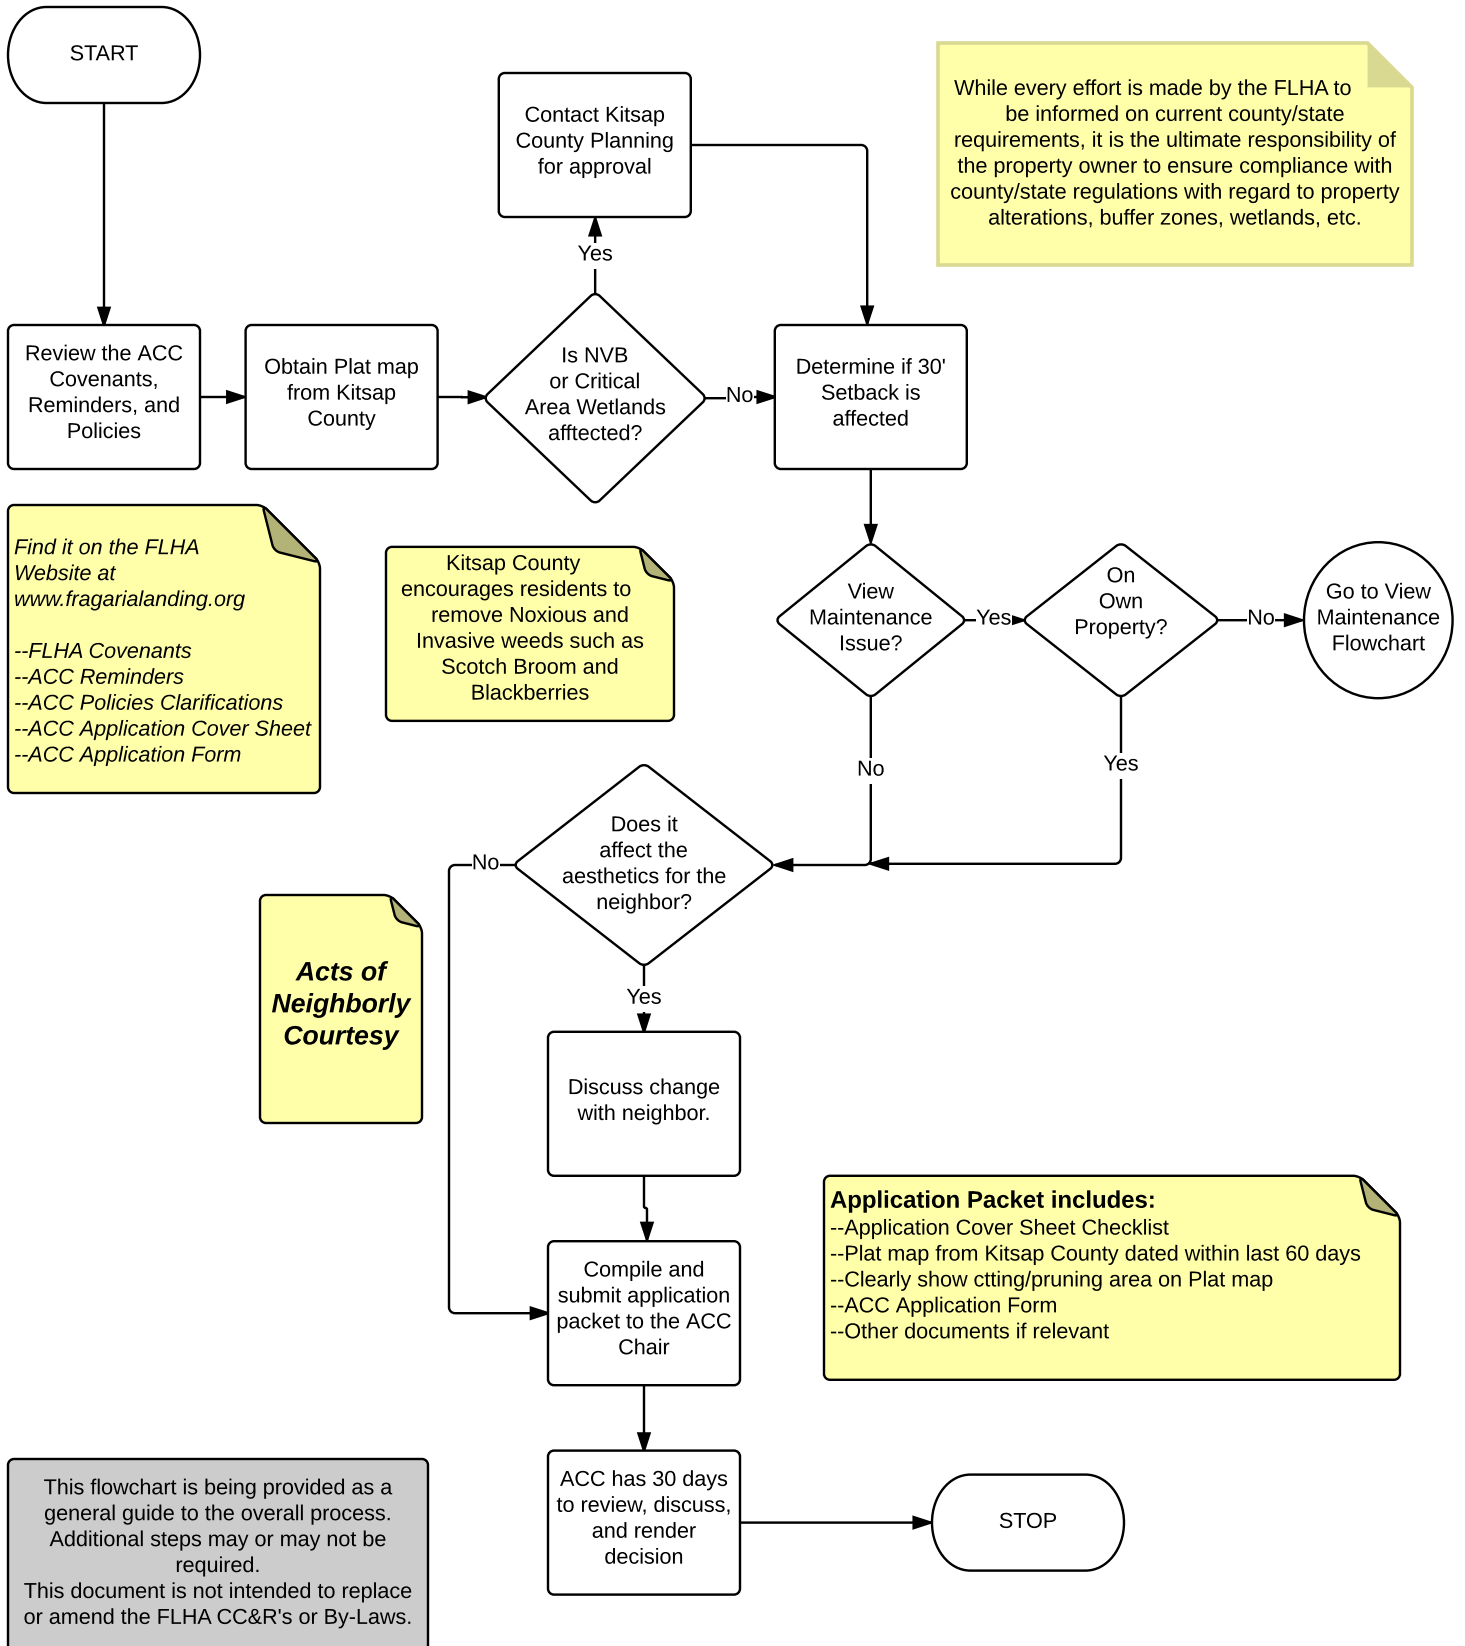 START
Contact Kitsap
County Planning
for approval
While every effort is made by the FLHA to
be informed on current county/state
requirements, it is the ultimate responsibility of
the property owner to ensure compliance with
county/state regulations with regard to property
alterations, buffer zones, wetlands, etc.
Yes
Review the ACC
Covenants,
Reminders, and
Policies
Obtain Plat map
from Kitsap
County
Is NVB
or Critical
Area Wetlands
afftected?
No
Determine if 30'
Setback is
affected
Find it on the FLHA
Website at
www.fragarialanding.org
--FLHA Covenants
--ACC Reminders
--ACC Policies Clarifications
--ACC Application Cover Sheet
--ACC Application Form
Kitsap County
encourages residents to
remove Noxious and
Invasive weeds such as
Scotch Broom and
Blackberries
View
Maintenance
Issue?
Yes
On
Own
Property?
No
Go to View
Maintenance
Flowchart
No
Yes
Does it
affect the
aesthetics for the
neighbor?
No
Acts of
Neighborly
Courtesy
Yes
Discuss change
with neighbor.
Compile and
submit application
packet to the ACC
Chair
Application Packet includes:
--Application Cover Sheet Checklist
--Plat map from Kitsap County dated within last 60 days
--Clearly show ctting/pruning area on Plat map
--ACC Application Form
--Other documents if relevant
ACC has 30 days
to review, discuss,
and render
decision
STOP
This flowchart is being provided as a
general guide to the overall process.
Additional steps may or may not be
required.
This document is not intended to replace
or amend the FLHA CC&R's or By-Laws.